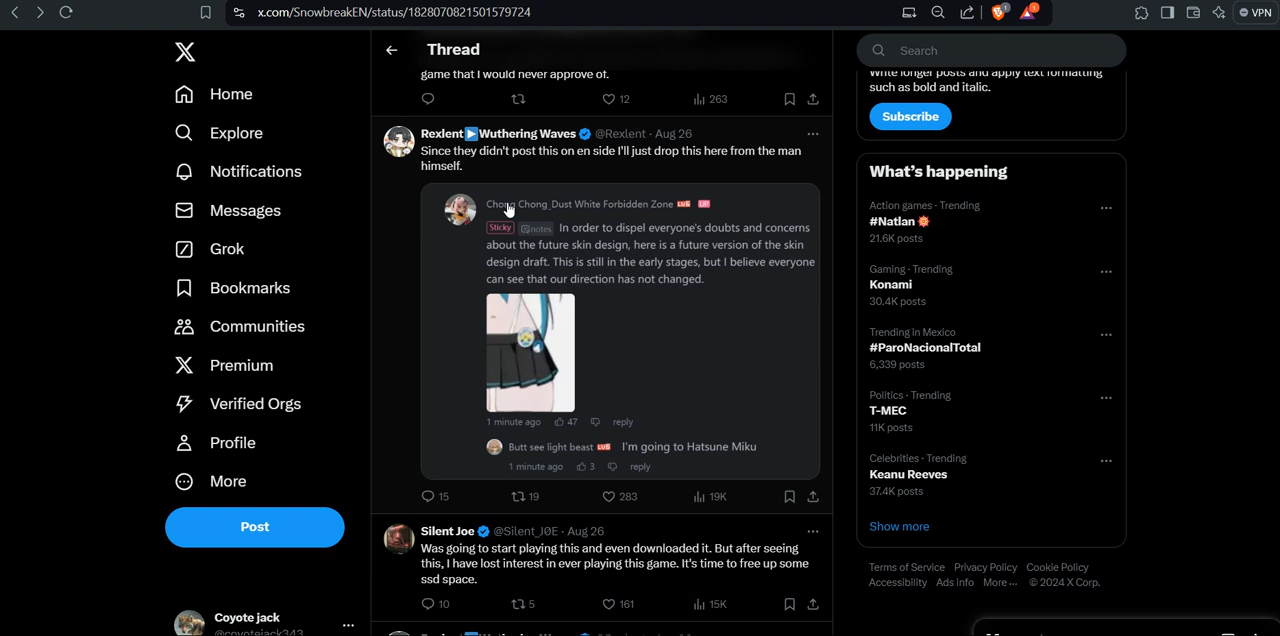 x.com/SnowbreakEN/status/1828070821501579724
1
1
VPN
Home
Explore
Notifications
Messages
Grok
Bookmarks
Communities
Premium
Verified Orgs
Profile
More
Post
Coyote jack
@coyotejack343
Thread
game that I would never approve of.
12
263
Rexlent▶Wuthering Waves @Rexlent · Aug 26
Since they didn't post this on en side I'll just drop this here from the man
himself.
Chong Chong_Dust White Forbidden Zone LV5 UP
Sticky notes In order to dispel everyone's doubts and concerns
about the future skin design, here is a future version of the skin
design draft. This is still in the early stages, but I believe everyone
can see that our direction has not changed.
1 minute ago 47 reply
Butt see light beast LV5 I'm going to Hatsune Miku
1 minute ago 3 reply
15 19 283 19K
Silent Joe @Silent_JØE · Aug 26
Was going to start playing this and even downloaded it. But after seeing
this, I have lost interest in ever playing this game. It's time to free up some
ssd space.
10 5 161 15K
Search
Write longer posts and apply text formatting
such as bold and italic.
Subscribe
What's happening
Action games · Trending
#Natlan
21.6K posts
Gaming · Trending
Konami
30.4K posts
Trending in Mexico
#ParoNacionalTotal
6,339 posts
Politics · Trending
T-MEC
11K posts
Celebrities · Trending
Keanu Reeves
37.4K posts
Show more
Terms of Service Privacy Policy Cookie Policy
Accessibility Ads info More ··· © 2024 X Corp.